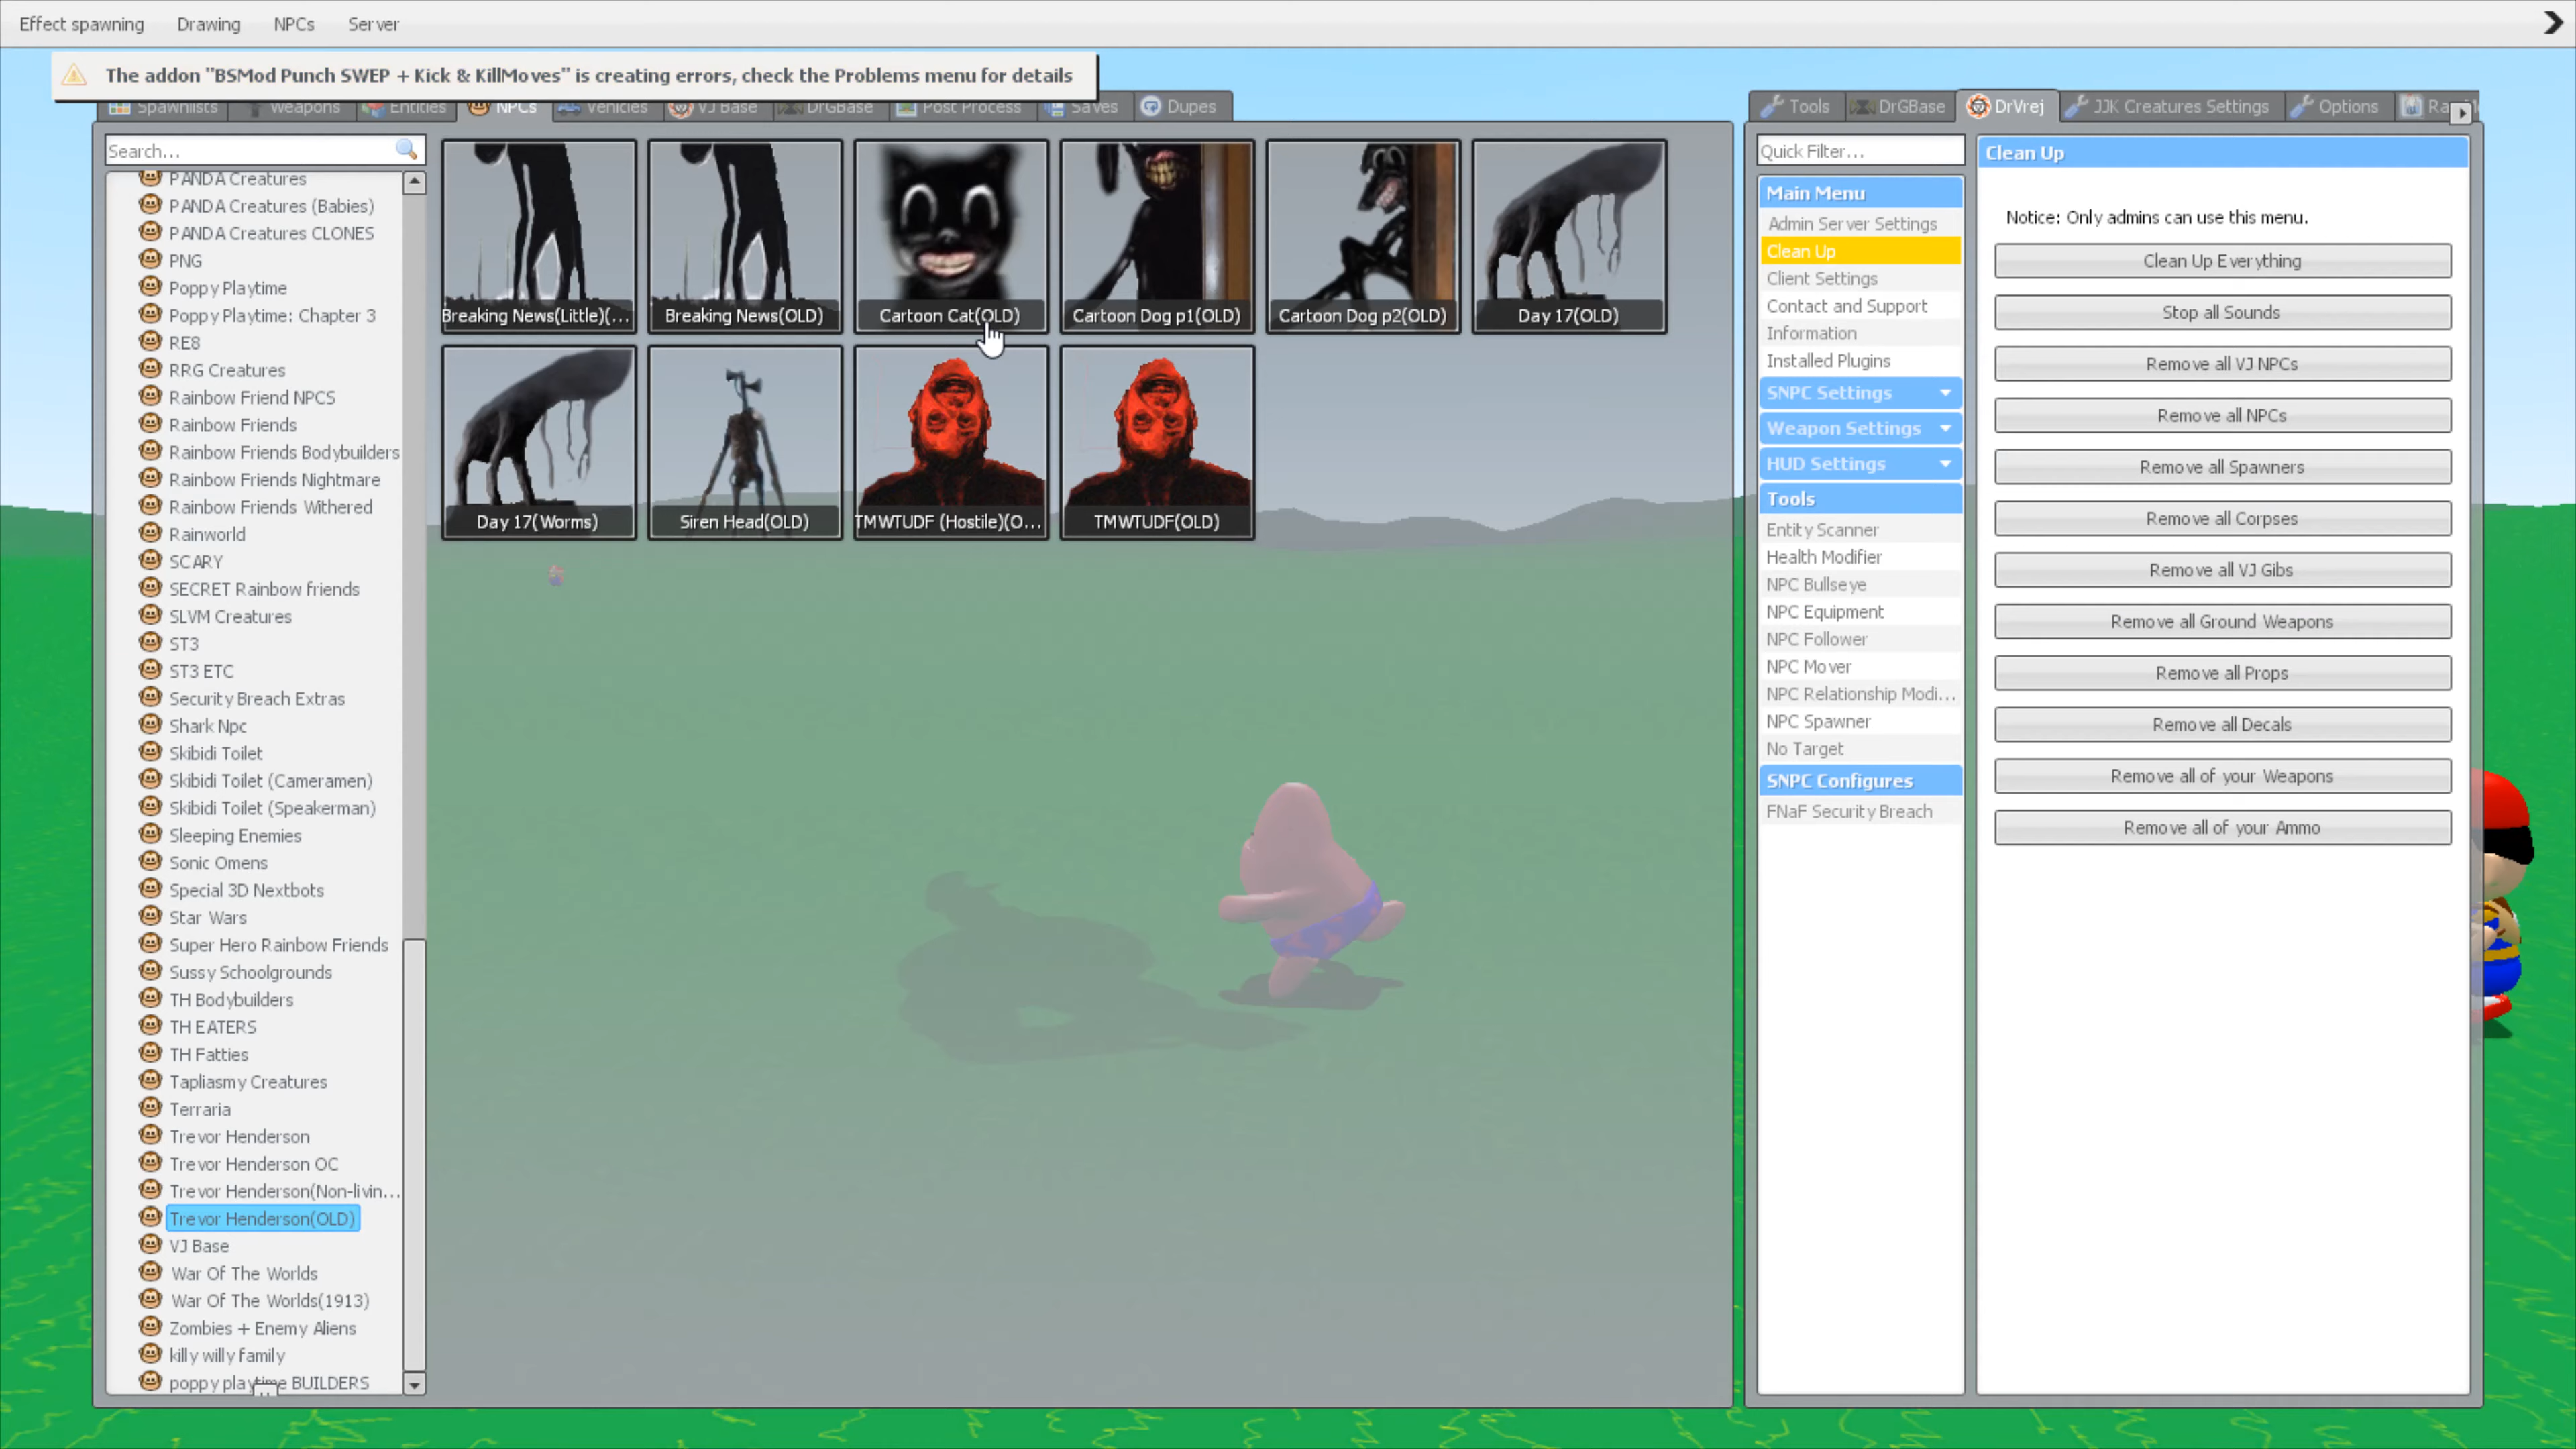 Effect spawning Drawing NPCs Server
The addon "BSMod Punch SWEP + Kick & KillMoves" is creating errors, check the Problems menu for details
Spawnlists Weapons Entities NPCs Vehicles VJ Base DrGBase Post Process Saves Dupes
Search...
PANDA Creatures
PANDA Creatures (Babies)
PANDA Creatures CLONES
PNG
Poppy Playtime
Poppy Playtime: Chapter 3
RE8
RRG Creatures
Rainbow Friend NPCS
Rainbow Friends
Rainbow Friends Bodybuilders
Rainbow Friends Nightmare
Rainbow Friends Withered
Rainworld
SCARY
SECRET Rainbow friends
SLVM Creatures
ST3
ST3 ETC
Security Breach Extras
Shark Npc
Skibidi Toilet
Skibidi Toilet (Cameramen)
Skibidi Toilet (Speakerman)
Sleeping Enemies
Sonic Omens
Special 3D Nextbots
Star Wars
Super Hero Rainbow Friends
Sussy Schoolgrounds
TH Bodybuilders
TH EATERS
TH Fatties
Tapliasmy Creatures
Terraria
Trevor Henderson
Trevor Henderson OC
Trevor Henderson(Non-livin...
Trevor Henderson(OLD)
VJ Base
War Of The Worlds
War Of The Worlds(1913)
Zombies + Enemy Aliens
killy willy family
poppy playtime BUILDERS
Breaking News(Little)(... Breaking News(OLD) Cartoon Cat(OLD) Cartoon Dog p1(OLD) Cartoon Dog p2(OLD) Day 17(OLD)
Day 17(Worms) Siren Head(OLD) TMWTUDF (Hostile)(O... TMWTUDF(OLD)
Tools DrGBase DrVrej JJK Creatures Settings Options
Quick Filter...
Main Menu
Admin Server Settings
Clean Up
Client Settings
Contact and Support
Information
Installed Plugins
SNPC Settings
Weapon Settings
HUD Settings
Tools
Entity Scanner
Health Modifier
NPC Bullseye
NPC Equipment
NPC Follower
NPC Mover
NPC Relationship Modi...
NPC Spawner
No Target
SNPC Configures
FNaF Security Breach
Clean Up
Notice: Only admins can use this menu.
Clean Up Everything
Stop all Sounds
Remove all VJ NPCs
Remove all NPCs
Remove all Spawners
Remove all Corpses
Remove all VJ Gibs
Remove all Ground Weapons
Remove all Props
Remove all Decals
Remove all of your Weapons
Remove all of your Ammo